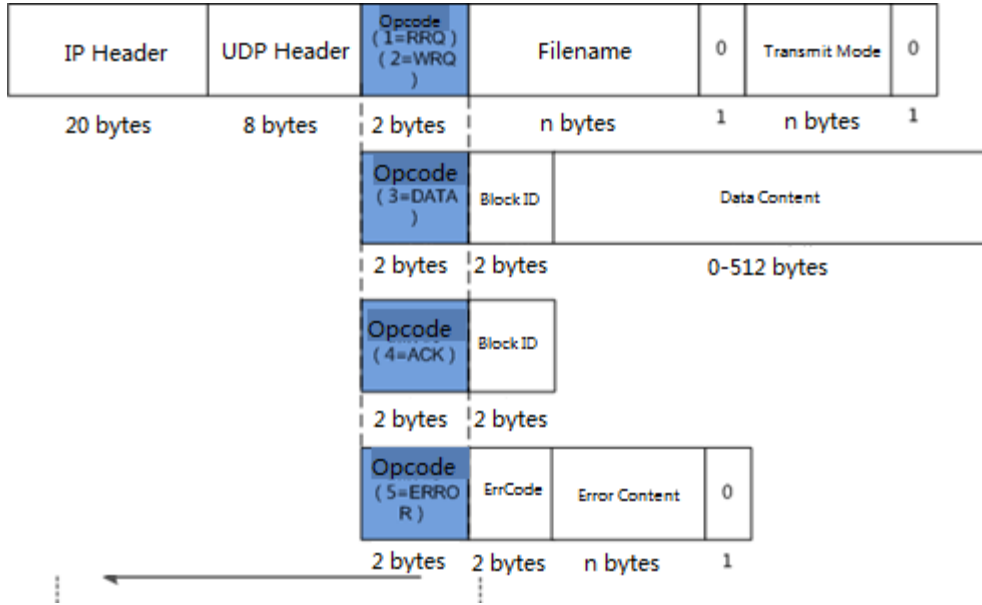 IP Header
UDP Header
Opcode
(1=RRQ)
(2=WRQ
)
Filename
0
Transmit Mode
0
20 bytes
8 bytes
2 bytes
n bytes
1
n bytes
1
Opcode
(3=DATA
)
Block ID
Data Content
2 bytes
2 bytes
0-512 bytes
Opcode
(4=ACK)
Block ID
2 bytes
2 bytes
Opcode
(5=ERRO
R)
ErrCode
Error Content
0
2 bytes
2 bytes
n bytes
1